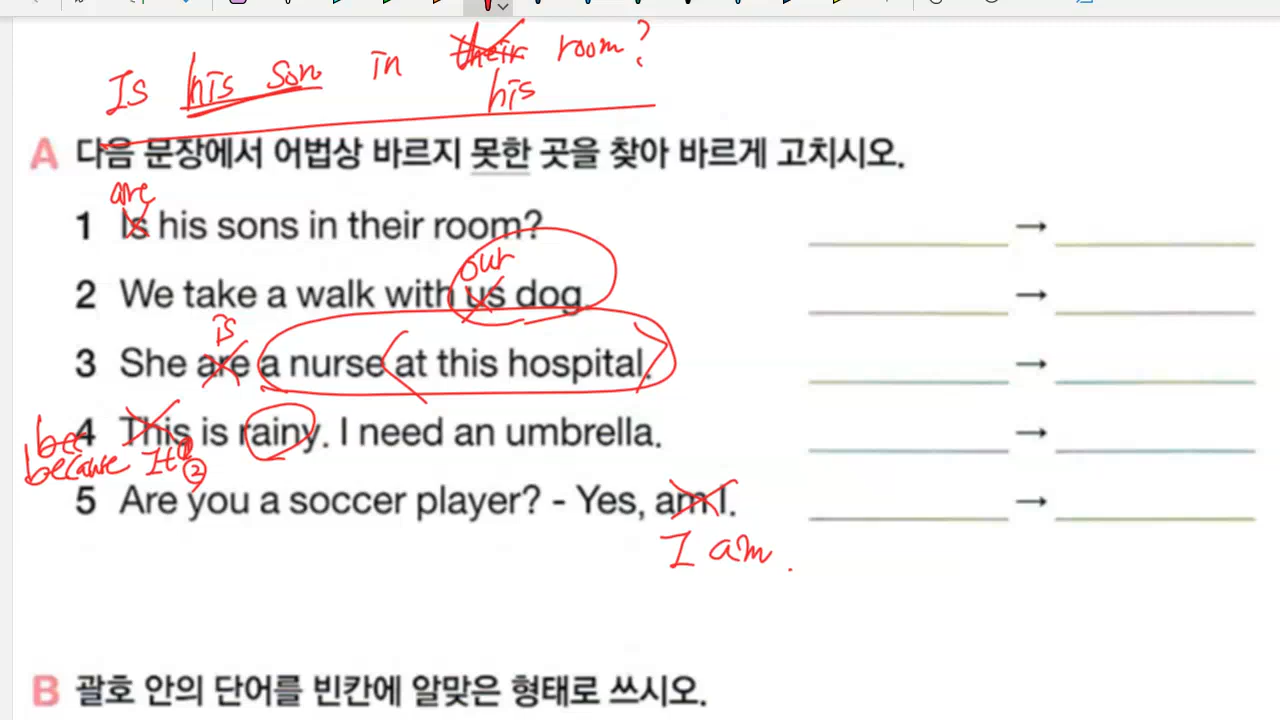 Is his son in their room?
his
A 다음 문장에서 어법상 바르지 못한 곳을 찾아 바르게 고치시오.
are
1 Is his sons in their room? →
our
2 We take a walk with us dog →
is
3 She are a nurse at this hospital. →
4 This is rainy. I need an umbrella. →
bec
because It ① ②
5 Are you a soccer player? - Yes, am I. →
I am.
B 괄호 안의 단어를 빈칸에 알맞은 형태로 쓰시오.